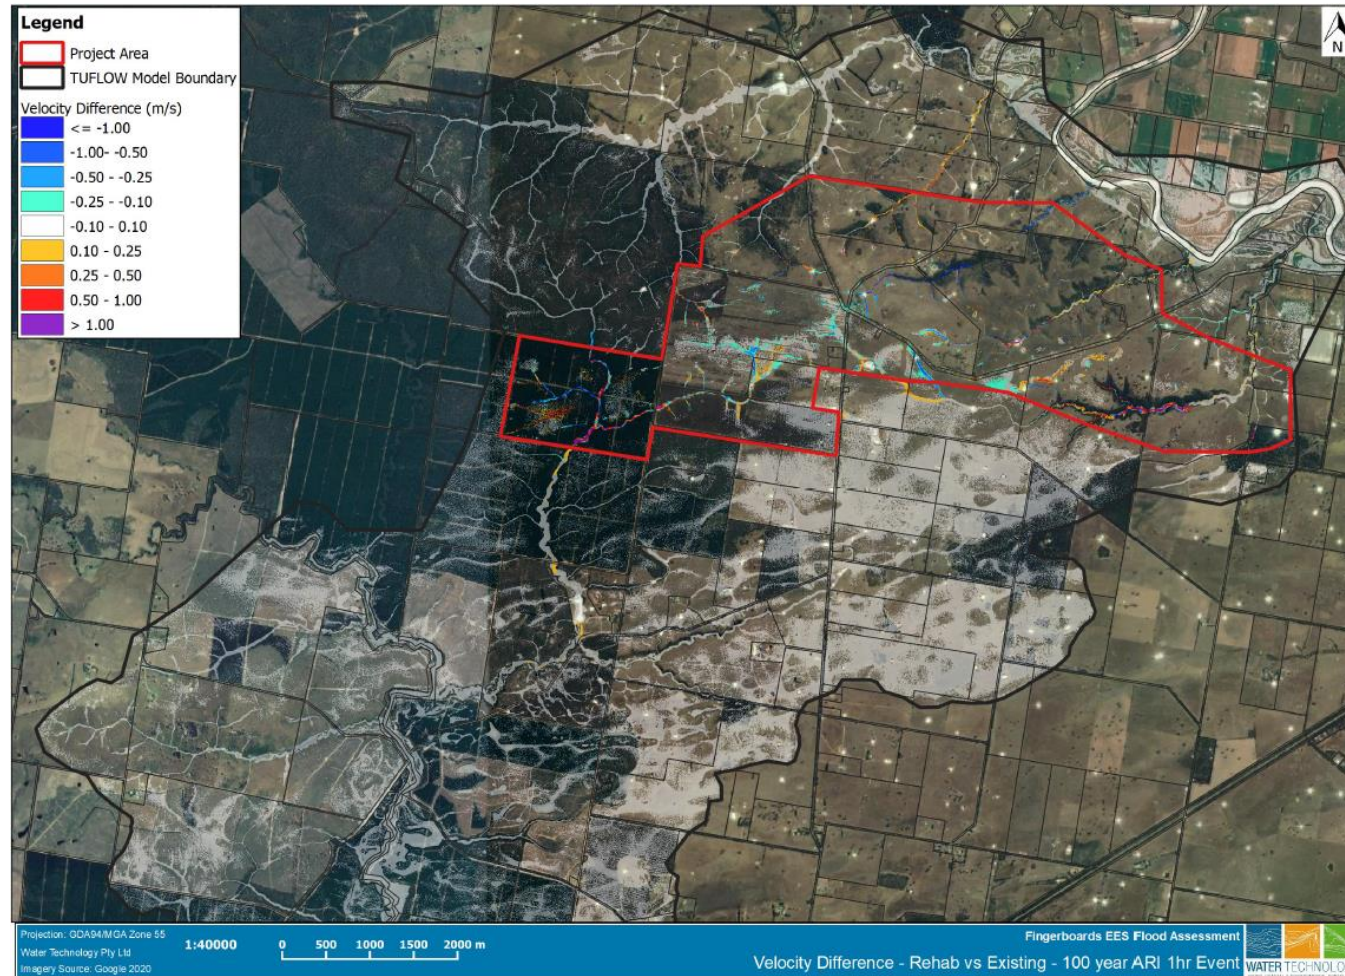 Legend
Project Area
TUFLOW Model Boundary
Velocity Difference (m/s)
<= -1.00
-1.00- -0.50
-0.50 - -0.25
-0.25 - -0.10
-0.10 - 0.10
0.10 - 0.25
0.25 - 0.50
0.50 - 1.00
> 1.00
N
Projection: GDA94/MGA Zone 55
Water Technology Pty Ltd
Imagery Source: Google 2020
1:40000
0 500 1000 1500 2000 m
Fingerboards EES Flood Assessment
Velocity Difference - Rehab vs Existing - 100 year ARI 1hr Event
WATER TECHNOLO